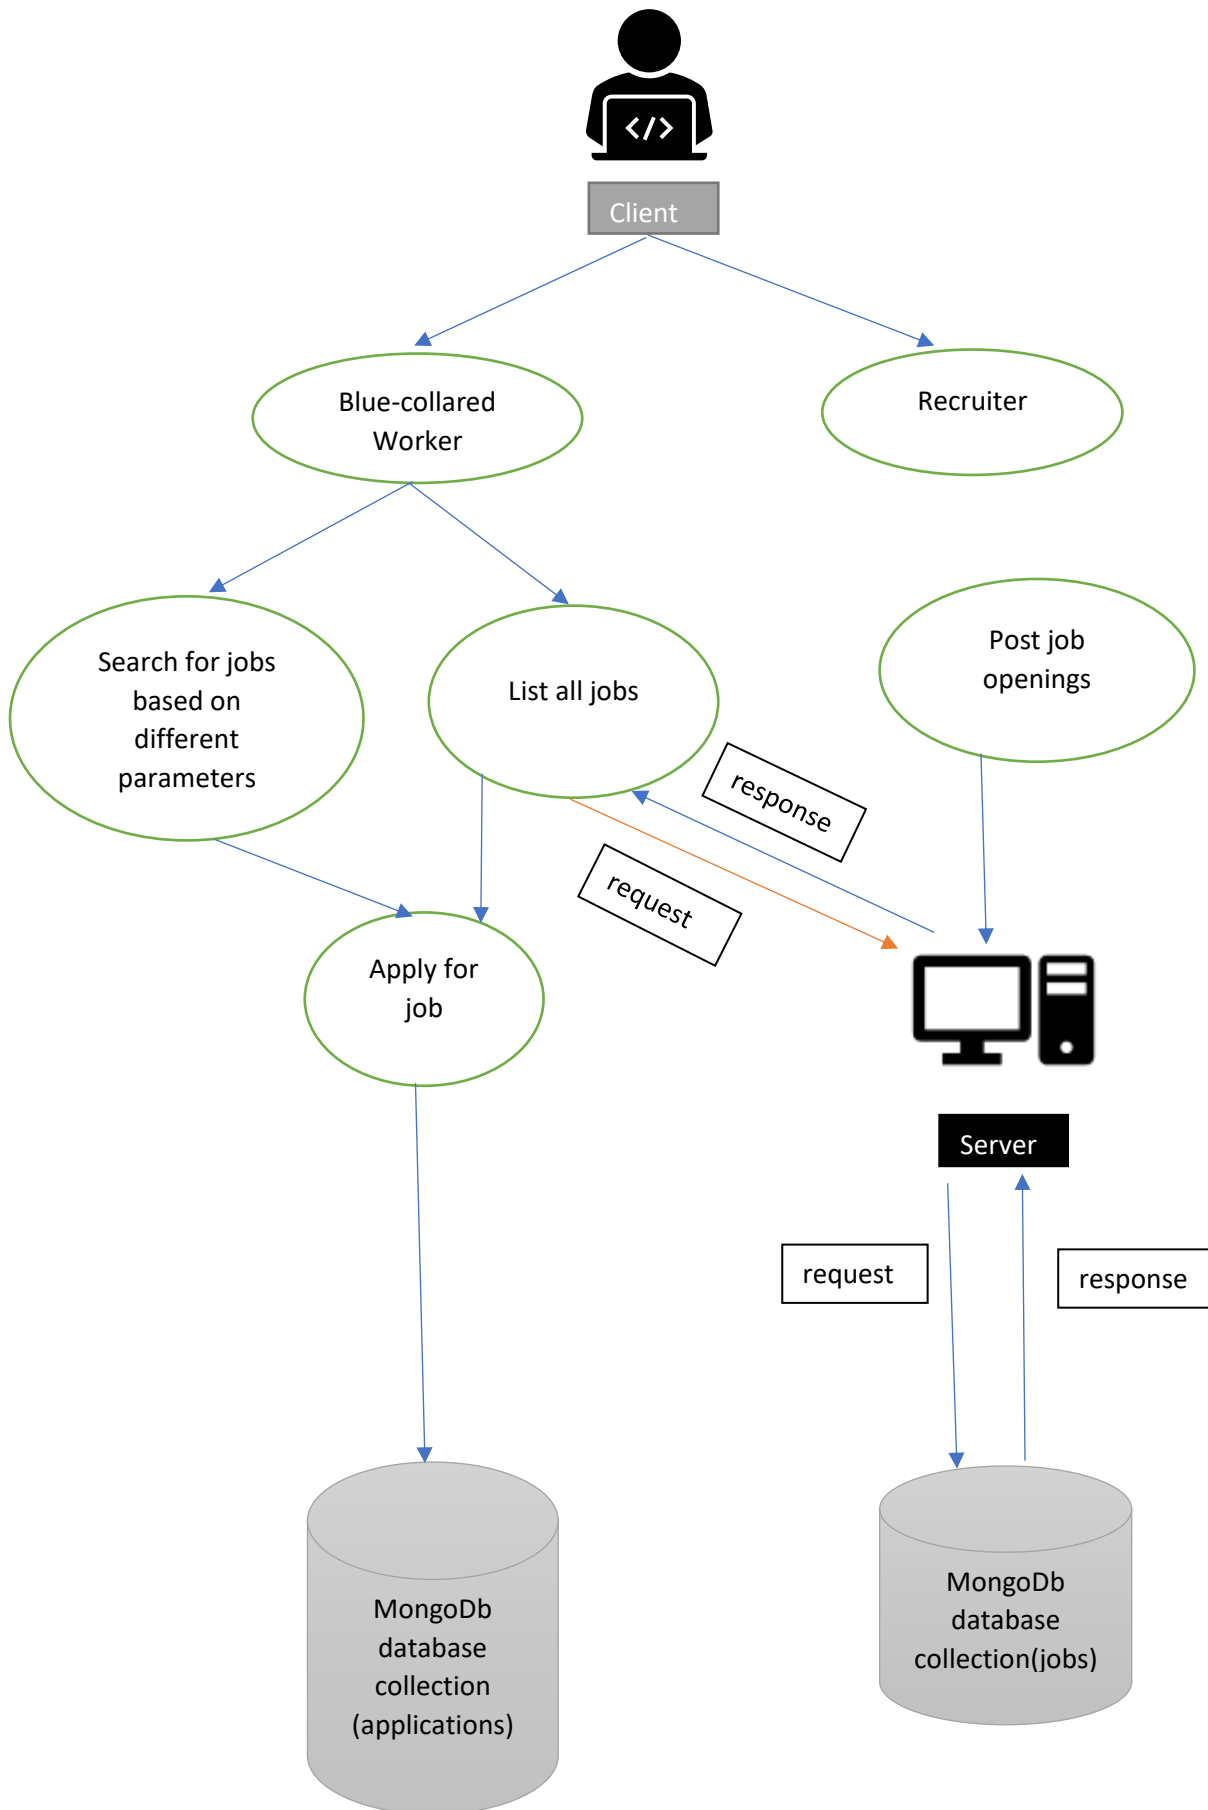 </>
Client
Blue-collared
Worker
Recruiter
Search for jobs
based on
different
parameters
List all jobs
Post job
openings
response
request
Apply for
job
Server
request
response
MongoDb
database
collection
(applications)
MongoDb
database
collection(jobs)